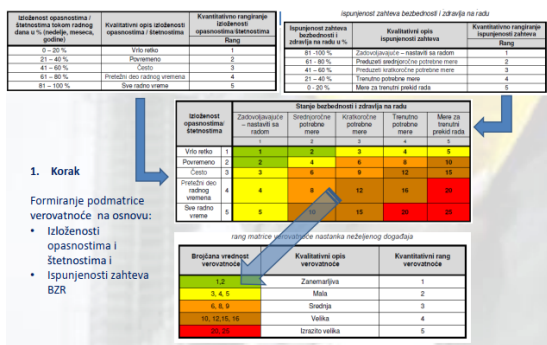 ispunjenost zahteva bezbednosti i zdravlja na radu
Izloženost opasnostima /
štetnostima tokom radnog
dana u % (nedelje, meseca,
godine)
Kvalitativni opis izloženosti
opasnostima / štetnostima
Kvantitativno rangiranje
izloženosti
opasnostima/štetnostima
Rang
0 – 20 % Vrlo retko 1
21 – 40 % Povremeno 2
41 – 60 % Često 3
61 – 80 % Pretežni deo radnog vremena 4
81 – 100 % Sve radno vreme 5
Ispunjenost zahteva
bezbednosti i
zdravlja na radu u %
Kvalitativni opis
ispunjenosti zahteva
Kvantitativno rangiranje
ispunjenosti zahteva
Rang
81 -100 % Zadovoljavajuće – nastaviti sa radom 1
61 - 80 % Preduzeti srednjoročne potrebne mere 2
41 – 60 % Preduzeti kratkoročne potrebne mere 3
21 – 40 % Trenutno potrebne mere 4
0 - 20 % Mere za trenutni prekid rada 5
Izloženost
opasnostima/
štetnostima
Stanje bezbednosti i zdravlja na radu
Zadovoljavajuće
– nastaviti sa
radom
Srednjoročne
potrebne
mere
Kratkoročne
potrebne
mere
Trenutno
potrebne
mere
Mere za
trenutni
prekid rada
1 2 3 4 5
Vrlo retko 1 1 2 3 4 5
Povremeno 2 2 4 6 8 10
Često 3 3 6 9 12 15
Pretežni deo
radnog
vremena
4 4 8 12 16 20
Sve radno
vreme
5 5 10 15 20 25
1. Korak
Formiranje podmatrice
verovatnoće na osnovu:
• Izloženosti
opasnostima i
štetnostima i
• Ispunjenosti zahteva
BZR
rang matrice verovatnoće nastanka neželjenog događaja
Brojčana vrednost
verovatnoće
Kvalitativni opis
verovatnoće
Kvantitativni rang
verovatnoće
1,2 Zanemarljiva 1
3, 4, 5 Mala 2
6, 8, 9 Srednja 3
10, 12,15, 16 Velika 4
20, 25 Izrazito velika 5